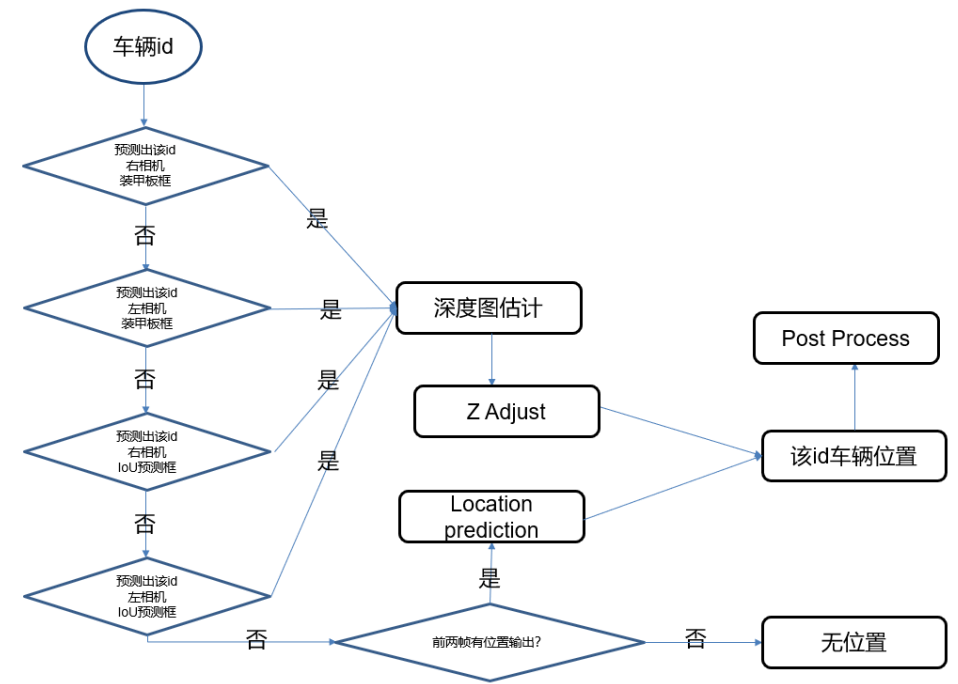 车辆id
预测出该id
右相机
装甲板框
是
否
预测出该id
左相机
装甲板框
是
深度图估计
Post Process
否
是
Z Adjust
预测出该id
右相机
IoU预测框
是
该id车辆位置
否
Location
prediction
预测出该id
左相机
IoU预测框
是
否
前两帧有位置输出?
否
无位置